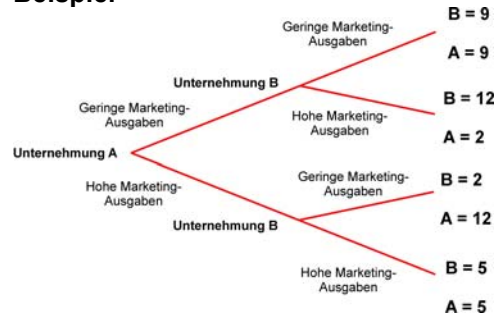 Beispiel
B = 9
Geringe Marketing-
Ausgaben
A = 9
Unternehmung B
B = 12
Geringe Marketing-
Ausgaben
Hohe Marketing-
Ausgaben
A = 2
Unternehmung A
Geringe Marketing-
Ausgaben
B = 2
Hohe Marketing-
Ausgaben
A = 12
Unternehmung B
B = 5
Hohe Marketing-
Ausgaben
A = 5